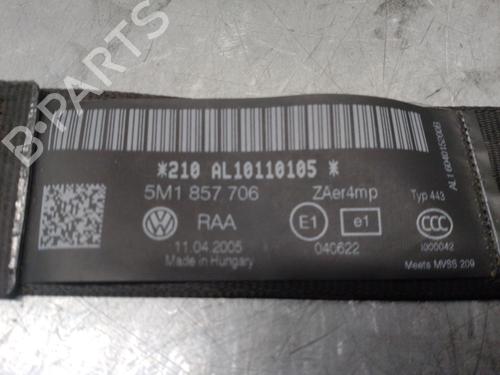 B-PARTS
*210 AL10110105 *
5M1 857 706 ZAer4mp Typ 443
RAA E1 e1 CCC
11.04.2005 040622 I000042
Made in Hungary Meets MVSS 209